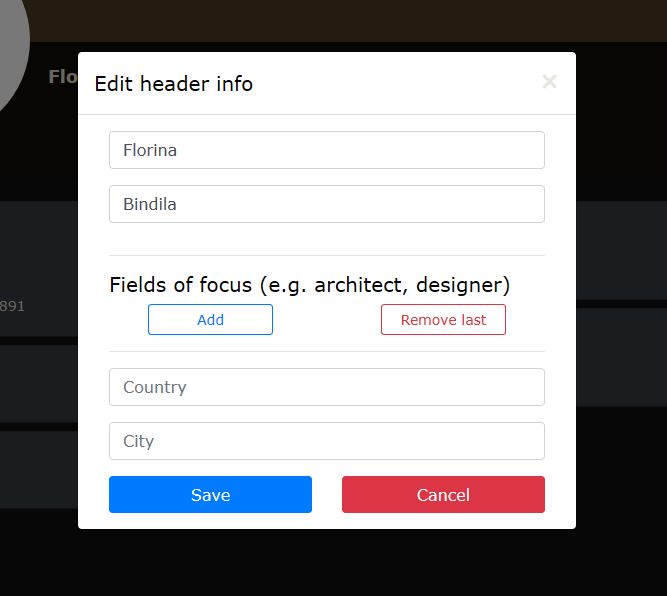 Flo
Edit header info ×
Florina
Bindila
Fields of focus (e.g. architect, designer)
Add Remove last
891
Country
City
Save Cancel